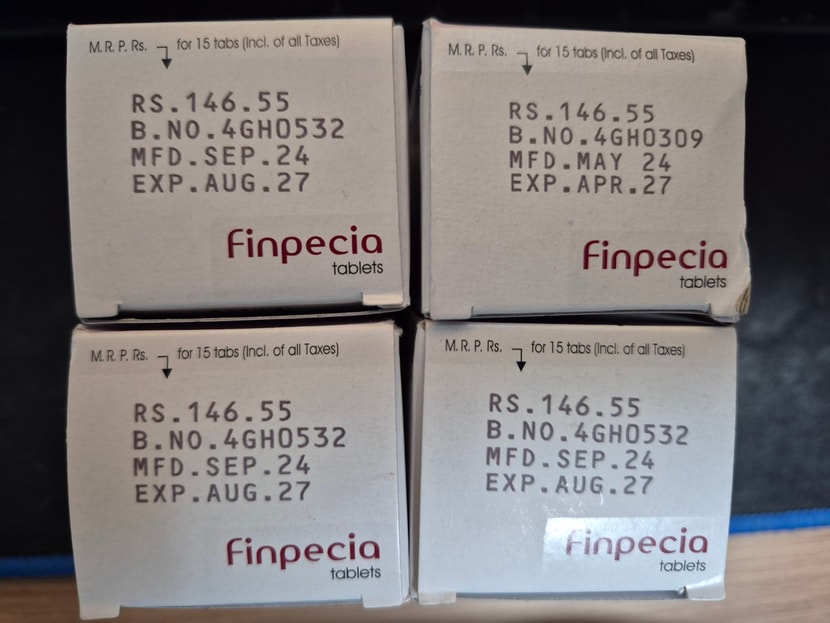 M. R. P. Rs. for 15 tabs (Incl. of all Taxes)
RS.146.55
B.NO.4GH0532
MFD.SEP.24
EXP.AUG.27
Finpecia
tablets
M. R. P. Rs. for 15 tabs (Incl. of all Taxes)
RS.146.55
B.NO.4GH0309
MFD.MAY 24
EXP.APR.27
Finpecia
tablets
M. R. P. Rs. for 15 tabs (Incl. of all Taxes)
RS.146.55
B.NO.4GH0532
MFD.SEP.24
EXP.AUG.27
Finpecia
tablets
M. R. P. Rs. for 15 tabs (Incl. of all Taxes)
RS.146.55
B.NO.4GH0532
MFD.SEP.24
EXP.AUG.27
Finpecia
tablets